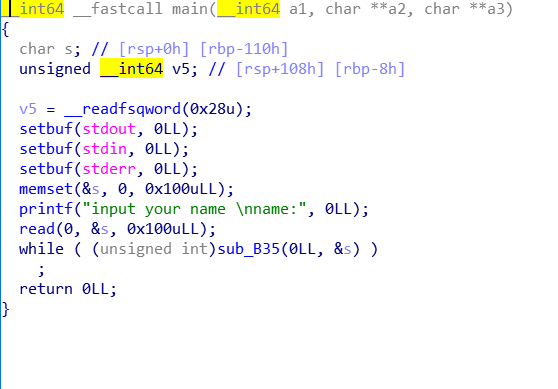 __int64 __fastcall main(__int64 a1, char **a2, char **a3)
{
  char s; // [rsp+0h] [rbp-110h]
  unsigned __int64 v5; // [rsp+108h] [rbp-8h]

  v5 = __readfsqword(0x28u);
  setbuf(stdout, 0LL);
  setbuf(stdin, 0LL);
  setbuf(stderr, 0LL);
  memset(&s, 0, 0x100uLL);
  printf("input your name \nname:", 0LL);
  read(0, &s, 0x100uLL);
  while ( (unsigned int)sub_B35(0LL, &s) )
    ;
  return 0LL;
}